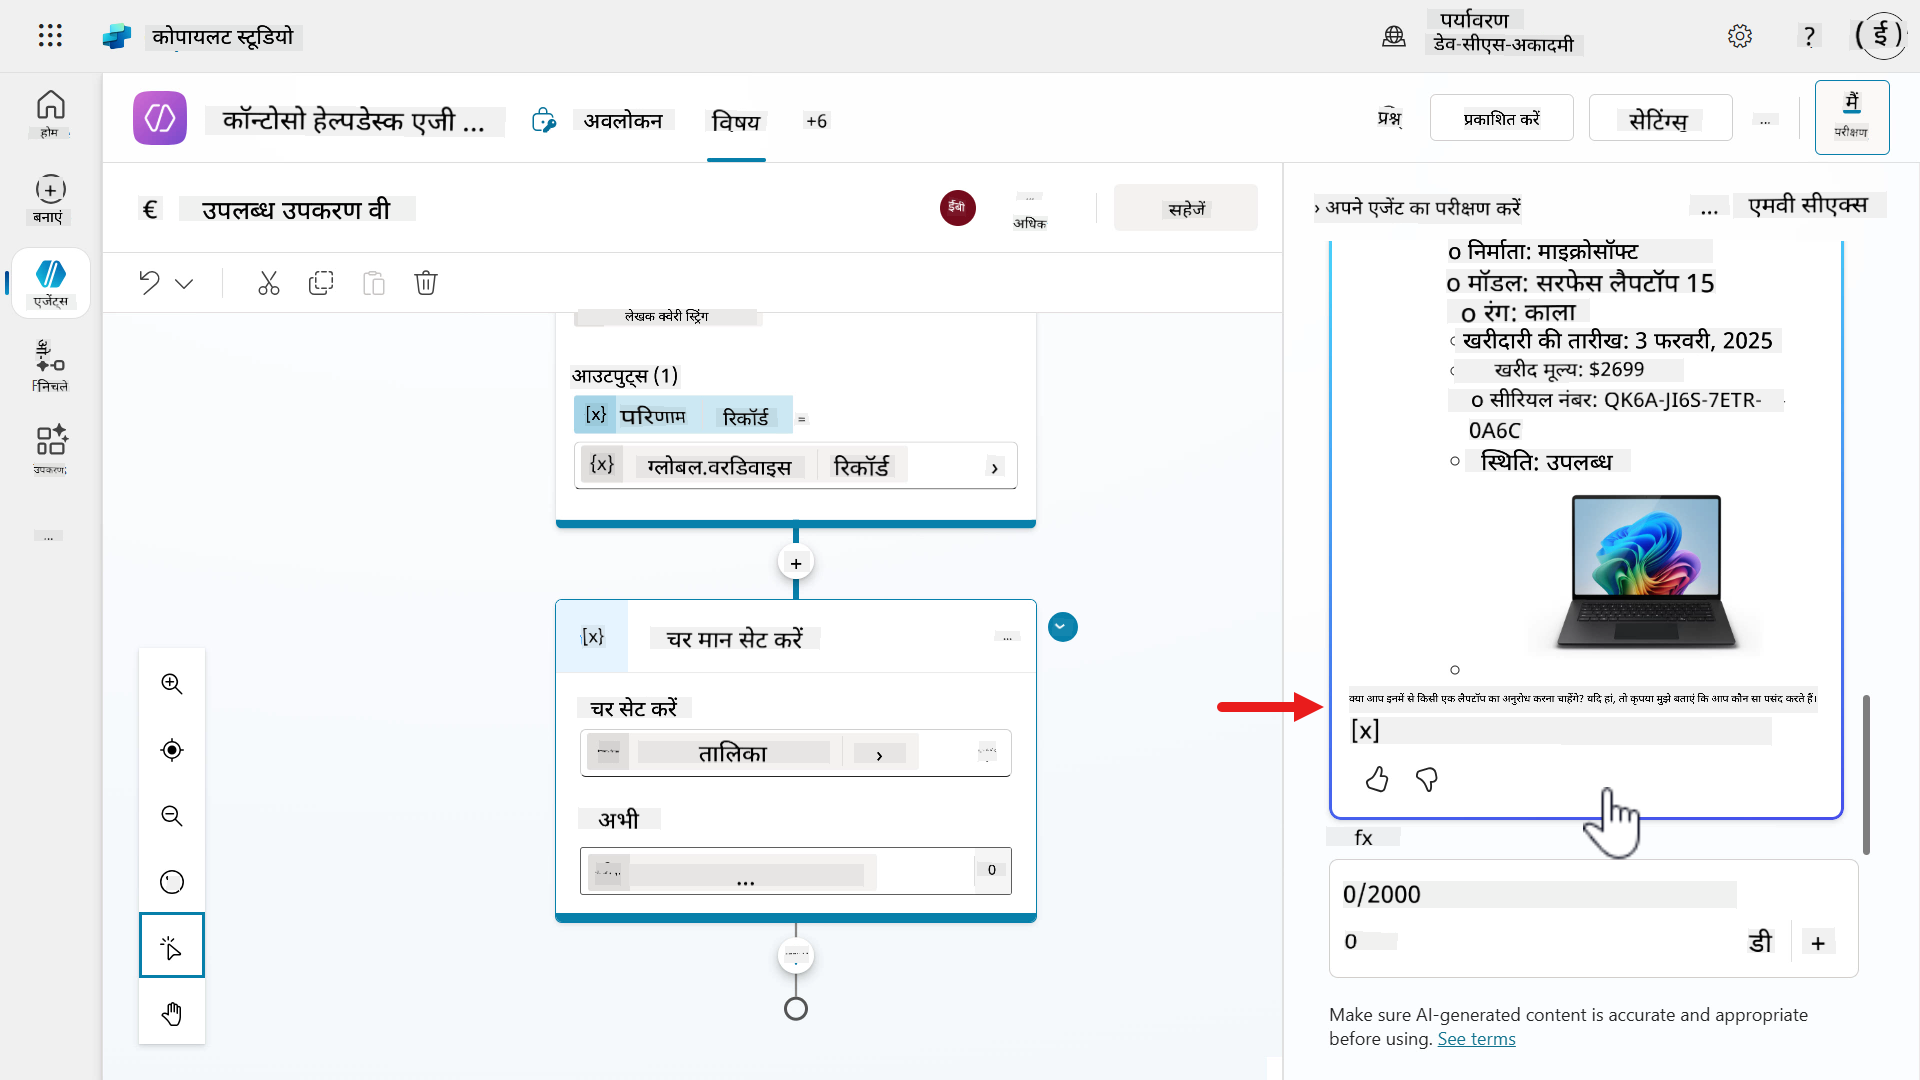 कोपायलट स्टूडियो
पर्यावरण
डेव-सीएस-अकादमी
?
( ई )
होम
बनाएं
एजेंट्स
निचले
उपकरण;
...
कॉन्टोसो हेल्पडेस्क एजी ...
अवलोकन
विषय
+6
प्रश्न
प्रकाशित करें
सेटिंग्स
...
मैं
परीक्षण
€ उपलब्ध उपकरण वी
ईबी
...
अधिक
सहेजें
लेखक क्वेरी स्ट्रिंग
आउटपुट्स (1)
[x] परिणाम रिकॉर्ड =
{x} ग्लोबल.वरडिवाइस रिकॉर्ड ›
+
[x] चर मान सेट करें ...
चर सेट करें
तालिका ›
अभी
... 0
› अपने एजेंट का परीक्षण करें ... एमवी सीएक्स
o निर्माता: माइक्रोसॉफ्ट
o मॉडल: सरफेस लैपटॉप 15
o रंग: काला
खरीदारी की तारीख: 3 फरवरी, 2025
खरीद मूल्य: $2699
o सीरियल नंबर: QK6A-JI6S-7ETR-
0A6C
स्थिति: उपलब्ध
क्या आप इनमें से किसी एक लैपटॉप का अनुरोध करना चाहेंगे? यदि हां, तो कृपया मुझे बताएं कि आप कौन सा पसंद करते हैं।
[x]
fx
0/2000
0
डी +
Make sure AI-generated content is accurate and appropriate
before using. See terms